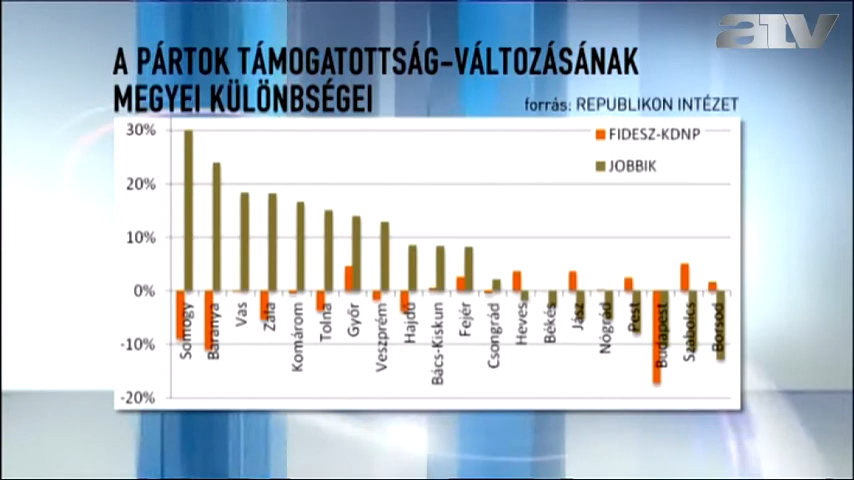 atv
A PÁRTOK TÁMOGATOTTSÁG-VÁLTOZÁSÁNAK
MEGYEI KÜLÖNBSÉGEI
forrás: REPUBLIKON INTÉZET
FIDESZ-KDNP
JOBBIK
30%
20%
10%
0%
-10%
-20%
Somogy
Baranya
Vas
Zala
Komárom
Tolna
Győr
Veszprém
Hajdú
Bács-Kiskun
Fejér
Csongrád
Heves
Békés
Jász
Nógrád
Pest
Budapest
Szabolcs
Borsod